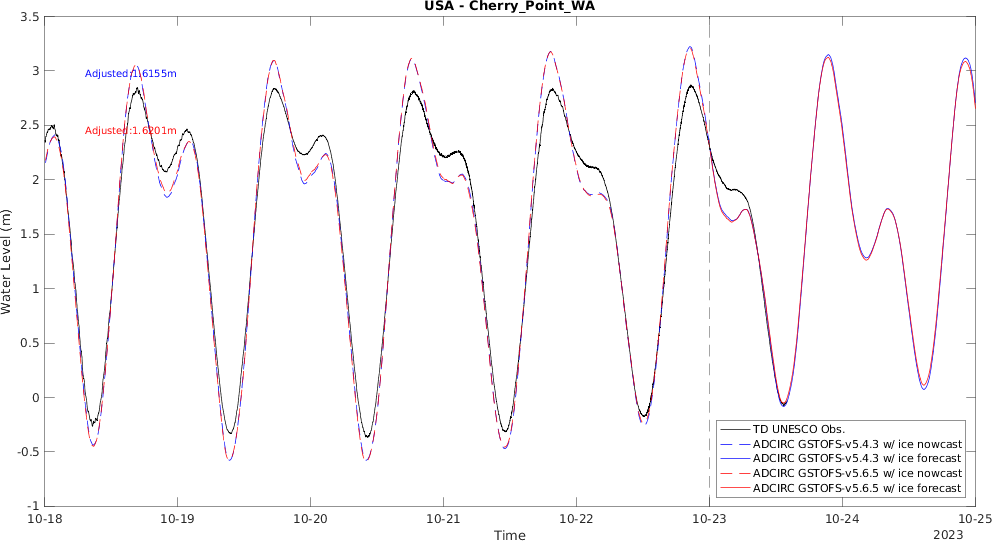 USA - Cherry_Point_WA
3.5
3
2.5
2
1.5
1
0.5
0
-0.5
-1
Water Level (m)
Adjusted:1.6155m
Adjusted:1.6201m
TD UNESCO Obs.
ADCIRC GSTOFS-v5.4.3 w/ ice nowcast
ADCIRC GSTOFS-v5.4.3 w/ ice forecast
ADCIRC GSTOFS-v5.6.5 w/ ice nowcast
ADCIRC GSTOFS-v5.6.5 w/ ice forecast
10-18 10-19 10-20 10-21 10-22 10-23 10-24 10-25
Time
2023